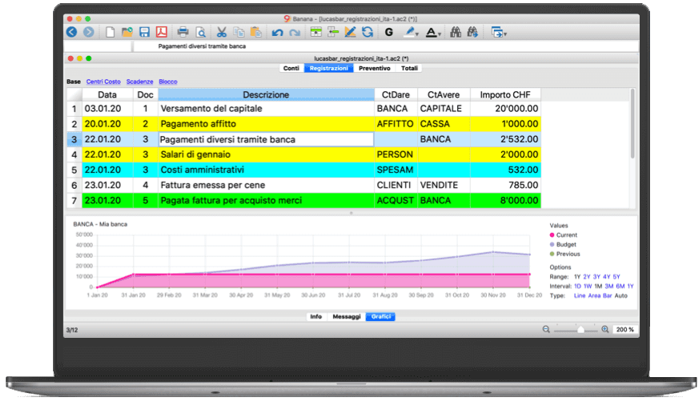 Banana - [lucasbar_registrazioni_ita-1.ac2 (*)]
G A
Pagamenti diversi tramite banca
lucasbar_registrazioni_ita-1.ac2 (*)
Conti Registrazioni Preventivo Totali
Base Centri Costo Scadenze Blocco
Data Doc Descrizione CtDare CtAvere Importo CHF
1 03.01.20 1 Versamento del capitale BANCA CAPITALE 20'000.00
2 20.01.20 2 Pagamento affitto AFFITTO CASSA 1'000.00
3 22.01.20 3 Pagamenti diversi tramite banca BANCA 2'532.00
4 22.01.20 3 Salari di gennaio PERSON 2'000.00
5 22.01.20 3 Costi amministrativi SPESAM 532.00
6 23.01.20 4 Fattura emessa per cene CLIENTI VENDITE 785.00
7 23.01.20 5 Pagata fattura per acquisto merci ACQUST BANCA 8'000.00
BANCA - Mia banca
50'000
40'000
30'000
20'000
10'000
0
1 Jan 20 31 Jan 20 29 Feb 20 31 Mar 20 30 Apr 20 31 May 20 30 Jun 20 31 Jul 20 31 Aug 20 30 Sep 20 31 Oct 20 30 Nov 20 31 Dec 20
Values
Current
Budget
Previous
Options
Range: 1Y 2Y 3Y 4Y 5Y
Interval: 1D 1W 1M 3M 6M 1Y
Type: Line Area Bar Auto
Info Messaggi Grafici
3/12
200 %